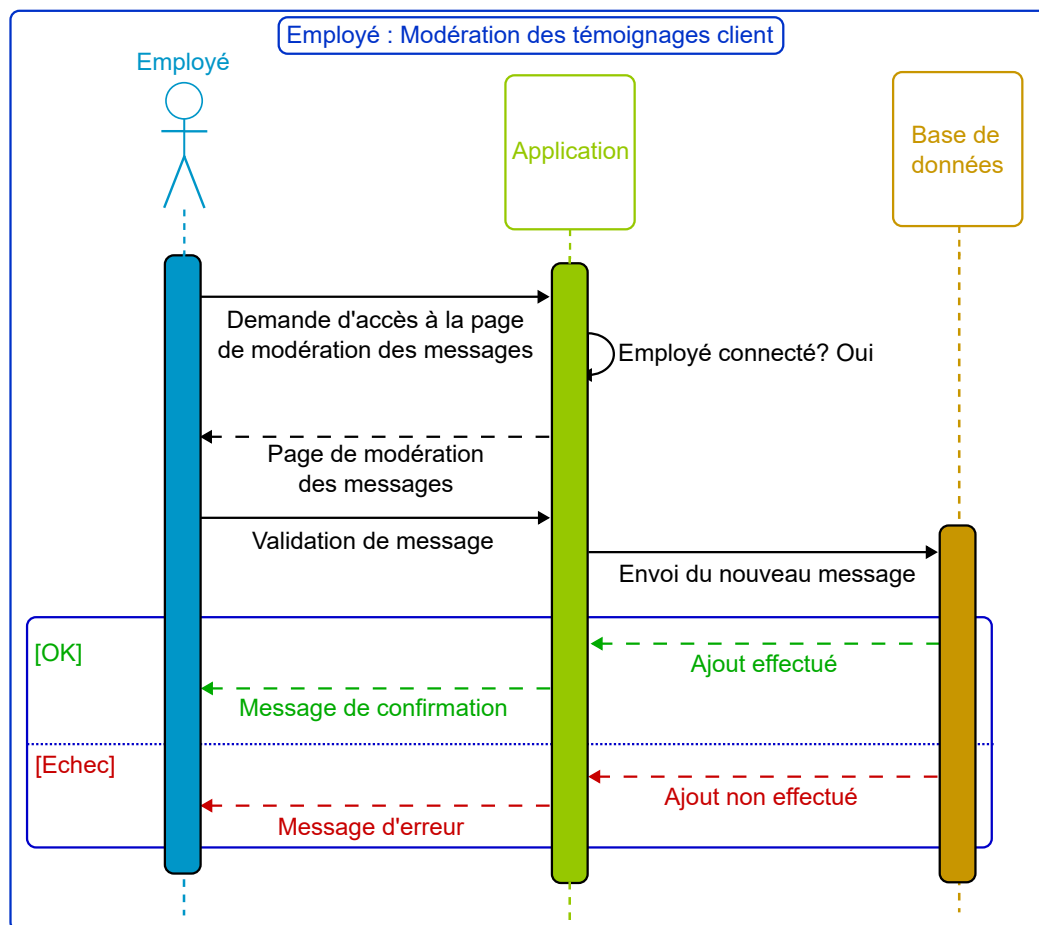 Employé : Modération des témoignages client
Employé
Application
Base de
données
Demande d'accès à la page
de modération des messages
Employé connecté? Oui
Page de modération
des messages
Validation de message
Envoi du nouveau message
[OK]
Ajout effectué
Message de confirmation
[Echec]
Ajout non effectué
Message d'erreur